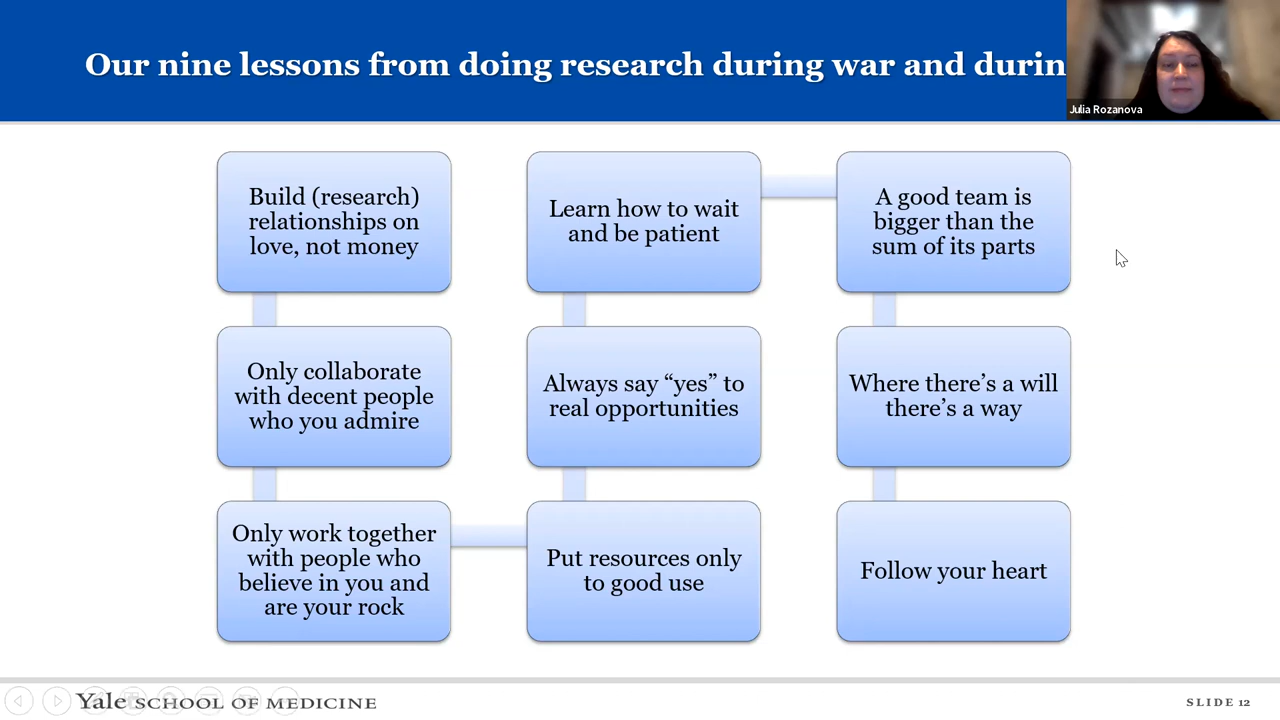 Our nine lessons from doing research during war and durin
Julia Rozanova
Build (research)
relationships on
love, not money
Only collaborate
with decent people
who you admire
Only work together
with people who
believe in you and
are your rock
Put resources only
to good use
Always say “yes” to
real opportunities
Learn how to wait
and be patient
A good team is
bigger than the
sum of its parts
Where there’s a will
there’s a way
Follow your heart
Yale SCHOOL OF MEDICINE
SLIDE 12